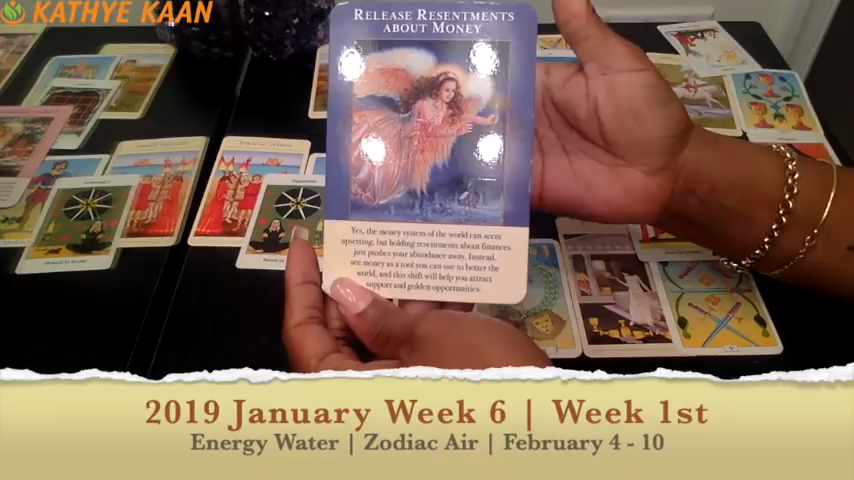 KATHYE KAAN
RELEASE RESENTMENTS
ABOUT MONEY
Yes, the money system of the world can seem
upsetting, but holding resentments about finances
just pushes your abundance away. Instead,
see money as a tool you can use to help the
world, and this shift will help you attract
support and golden opportunities.
2019 January Week 6 | Week 1st
Energy Water | Zodiac Air | February 4 - 10